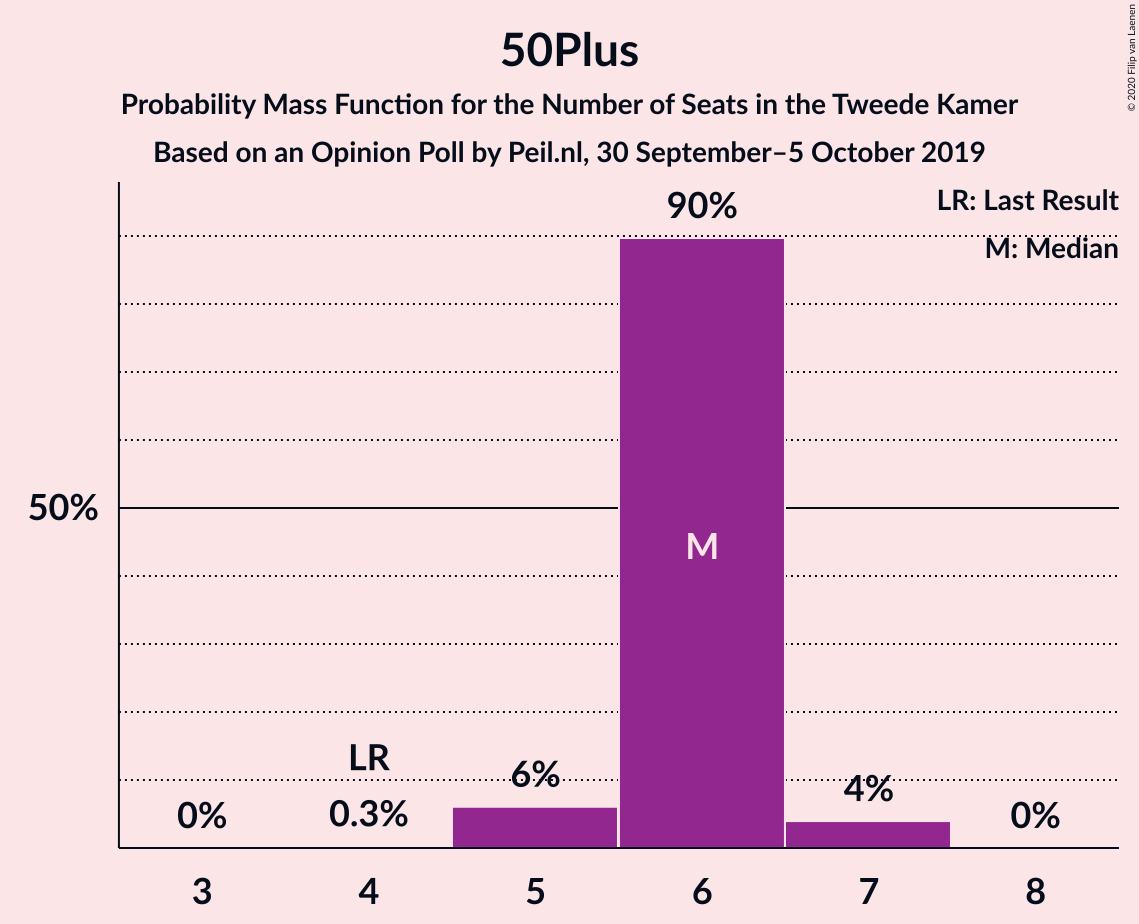 50Plus
Probability Mass Function for the Number of Seats in the Tweede Kamer
Based on an Opinion Poll by Peil.nl, 30 September–5 October 2019
© 2020 Filip van Laenen
LR: Last Result
M: Median
90%
50%
M
LR
0%
0.3%
6%
4%
0%
3
4
5
6
7
8